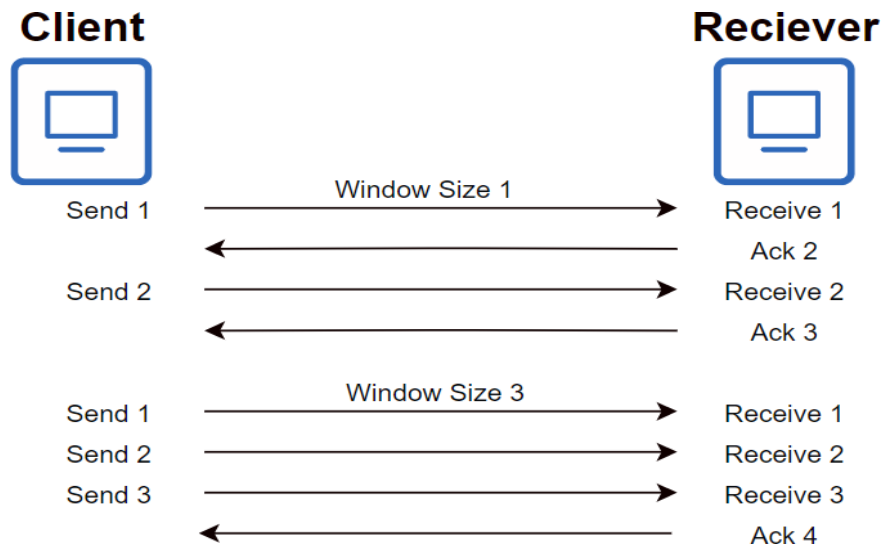 Client Reciever
Window Size 1
Send 1 Receive 1
Ack 2
Send 2 Receive 2
Ack 3
Window Size 3
Send 1 Receive 1
Send 2 Receive 2
Send 3 Receive 3
Ack 4